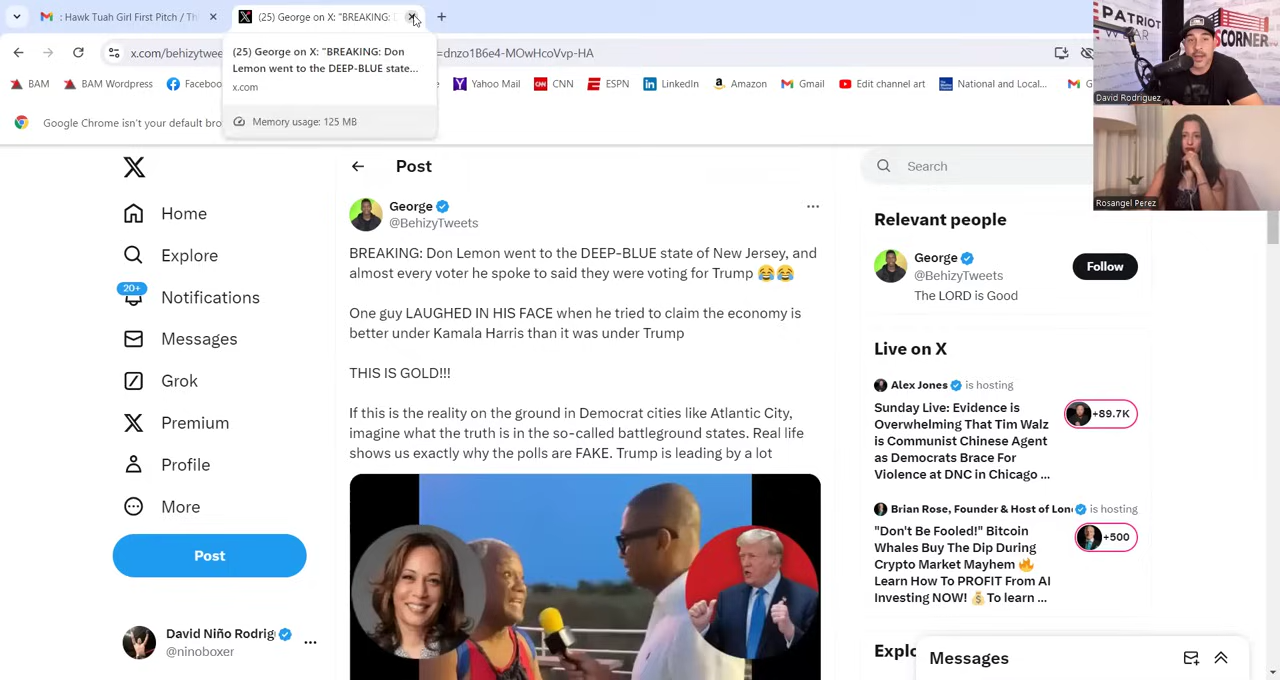 : Hawk Tuah Girl First Pitch / Th
(25) George on X: "BREAKING: 
x.com/behizytwee
=dnzo1R6eJ-M0wHcoVvp-HA
(25) George on X: "BREAKING: Don
Lemon went to the DEEP-BLUE state...
x.com
Memory usage: 125 MB
BAM
BAM Wordpres
Faceboo
Yahoo Mail
CNN
ESPN
LinkedIn
Amazon
Gmail
Edit chart art
National and Local...
Google Chrome isn't your default bro
PATRIOT
WEAR
CORNER
David Rodriguez
Rosangel Perez
Home
Explore
20+
Notifications
Messages
Grok
Premium
Profile
More
Post
David Niño Rodrig
@ninoboxer
Post
George
@BehizyTweets
BREAKING: Don Lemon went to the DEEP-BLUE state of New Jersey, and
almost every voter he spoke to said they were voting for Trump 😂😂
One guy LAUGHED IN HIS FACE when he tried to claim the economy is
better under Kamala Harris than it was under Trump
THIS IS GOLD!!!
If this is the reality on the ground in Democrat cities like Atlantic City,
imagine what the truth is in the so-called battleground states. Real life
shows us exactly why the polls are FAKE. Trump is leading by a lot
Search
Relevant people
George
@BehizyTweets
Follow
The LORD is Good
Live on X
Alex Jones is hosting
Sunday Live: Evidence is
Overwhelming That Tim Walz
is Communist Chinese Agent
as Democrats Brace For
Violence at DNC in Chicago ...
+89.7K
Brian Rose, Founder & Host of Lon is hosting
"Don't Be Fooled!" Bitcoin
Whales Buy The Dip During
Crypto Market Mayhem 🔥
Learn How To PROFIT From AI
Investing NOW! 💰To learn ...
+500
Explo
Messages